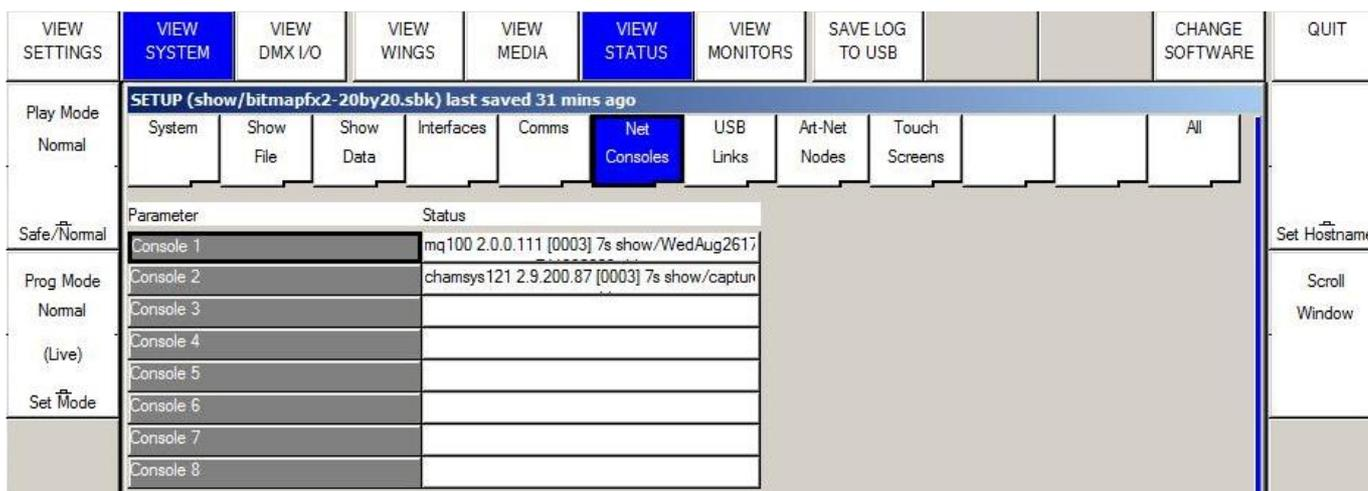 VIEW SETTINGS
VIEW SYSTEM
VIEW DMX I/O
VIEW WINGS
VIEW MEDIA
VIEW STATUS
VIEW MONITORS
SAVE LOG TO USB
CHANGE SOFTWARE
QUIT
Play Mode
Normal
Safe/Normal
Prog Mode
Normal
(Live)
Set Mode
SETUP (show/bitmapfx2-20by20.sbk) last saved 31 mins ago
System
Show File
Show Data
Interfaces
Comms
Net Consoles
USB Links
Art-Net Nodes
Touch Screens
All
Parameter Status
Console 1 mq100 2.0.0.111 [0003] 7s show/WedAug2617
Console 2 chamsys121 2.9.200.87 [0003] 7s show/captur
Console 3
Console 4
Console 5
Console 6
Console 7
Console 8
Set Hostname
Scroll
Window